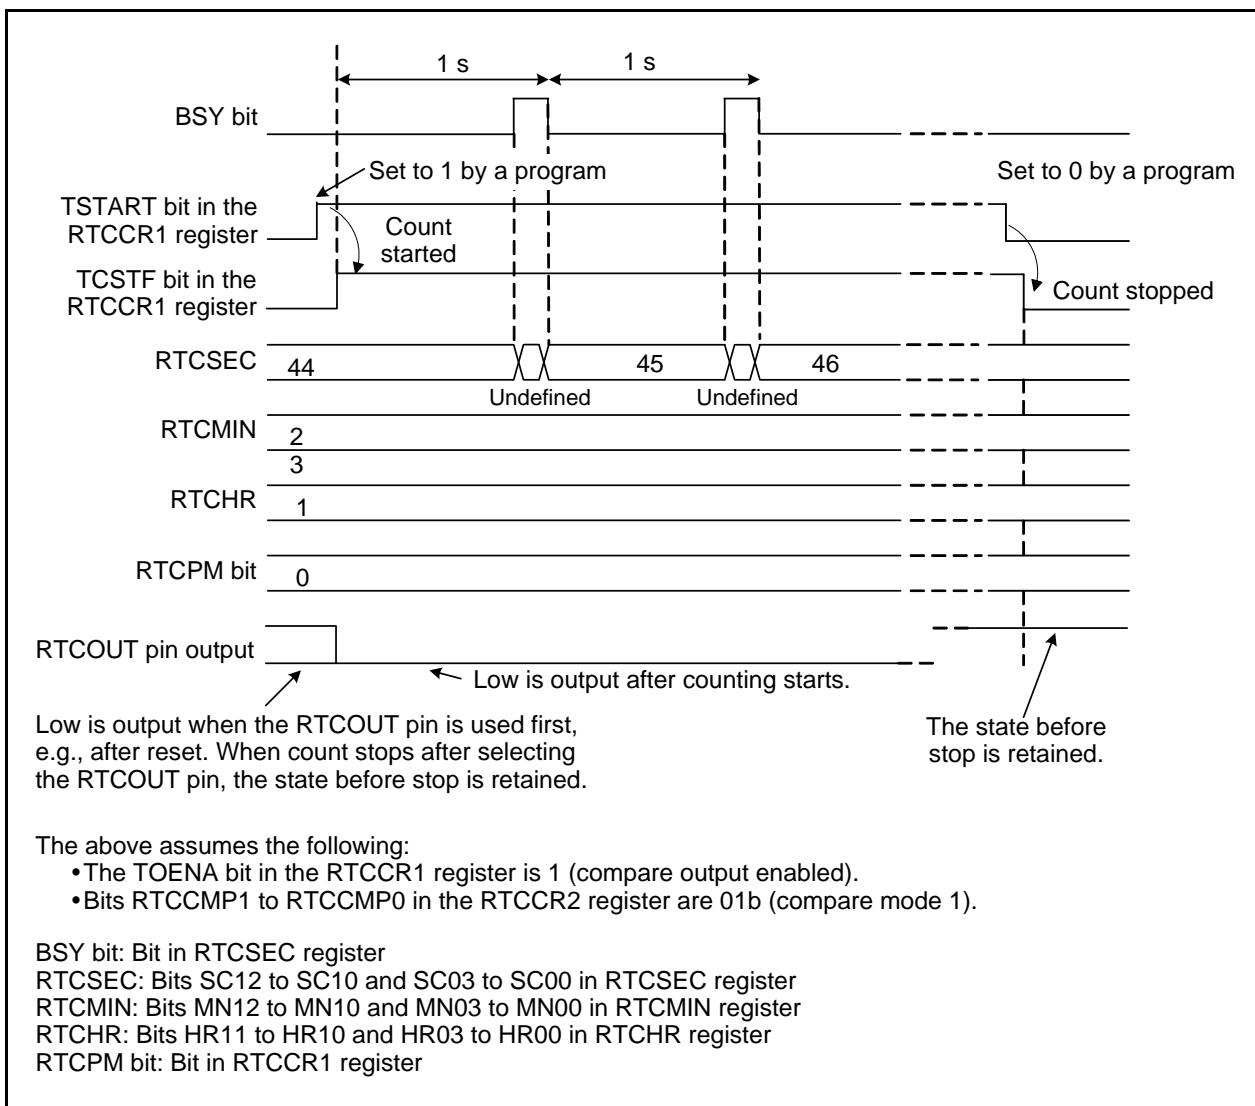 1 s 1 s
BSY bit
Set to 1 by a program Set to 0 by a program
TSTART bit in the
RTCCR1 register
Count
started
TCSTF bit in the
RTCCR1 register
Count stopped
RTCSEC 44 45 46
Undefined Undefined
RTCMIN 2
3
RTCHR 1
RTCPM bit 0
RTCOUT pin output
Low is output after counting starts.
Low is output when the RTCOUT pin is used first,
e.g., after reset. When count stops after selecting
the RTCOUT pin, the state before stop is retained.
The state before
stop is retained.
The above assumes the following:
•The TOENA bit in the RTCCR1 register is 1 (compare output enabled).
•Bits RTCCMP1 to RTCCMP0 in the RTCCR2 register are 01b (compare mode 1).
BSY bit: Bit in RTCSEC register
RTCSEC: Bits SC12 to SC10 and SC03 to SC00 in RTCSEC register
RTCMIN: Bits MN12 to MN10 and MN03 to MN00 in RTCMIN register
RTCHR: Bits HR11 to HR10 and HR03 to HR00 in RTCHR register
RTCPM bit: Bit in RTCCR1 register